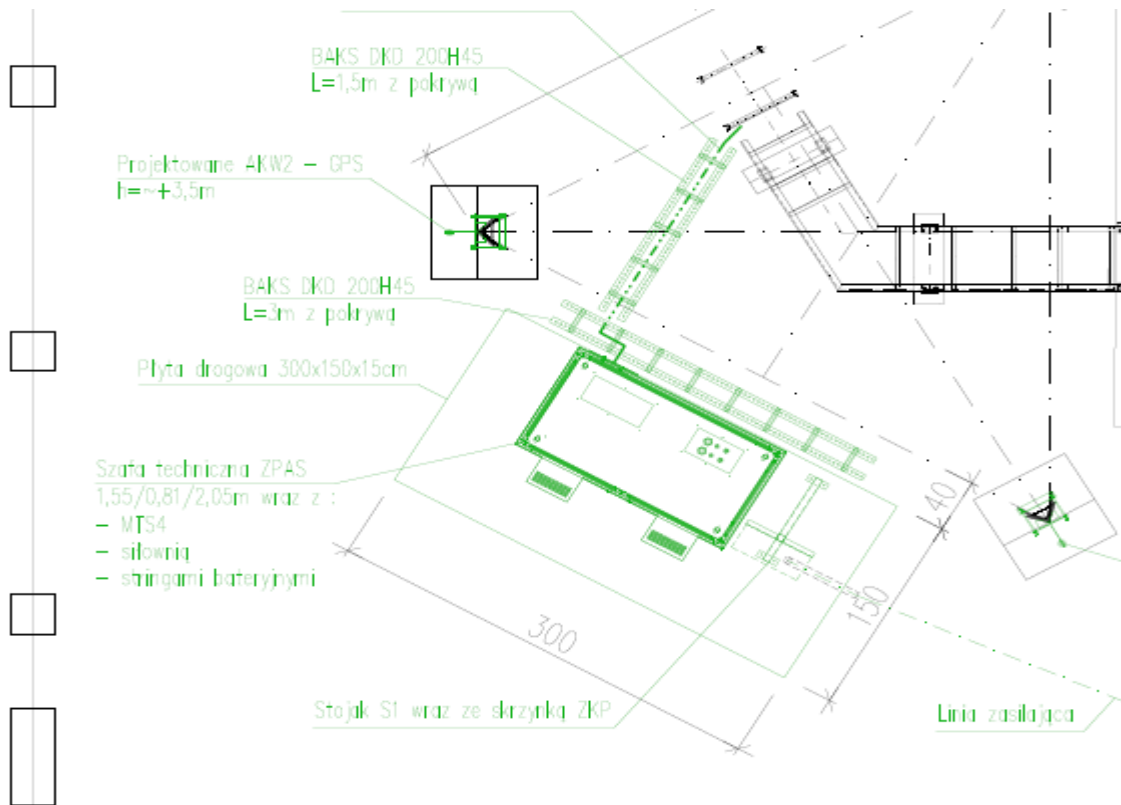 BAKS DKD 200H45
L=1,5m z pokrywą
Projektowane AKW2 – GPS
h=~+3,5m
BAKS DKD 200H45
L=3m z pokrywą
Płyta drogowa 300x150x15cm
Szafa techniczna ZPAS
1,55/0,81/2,05m wraz z :
– MTS4
– siłownią
– stringami bateryjnymi
40
150
300
Stojak S1 wraz ze skrzynką ZKP
Linia zasilająca